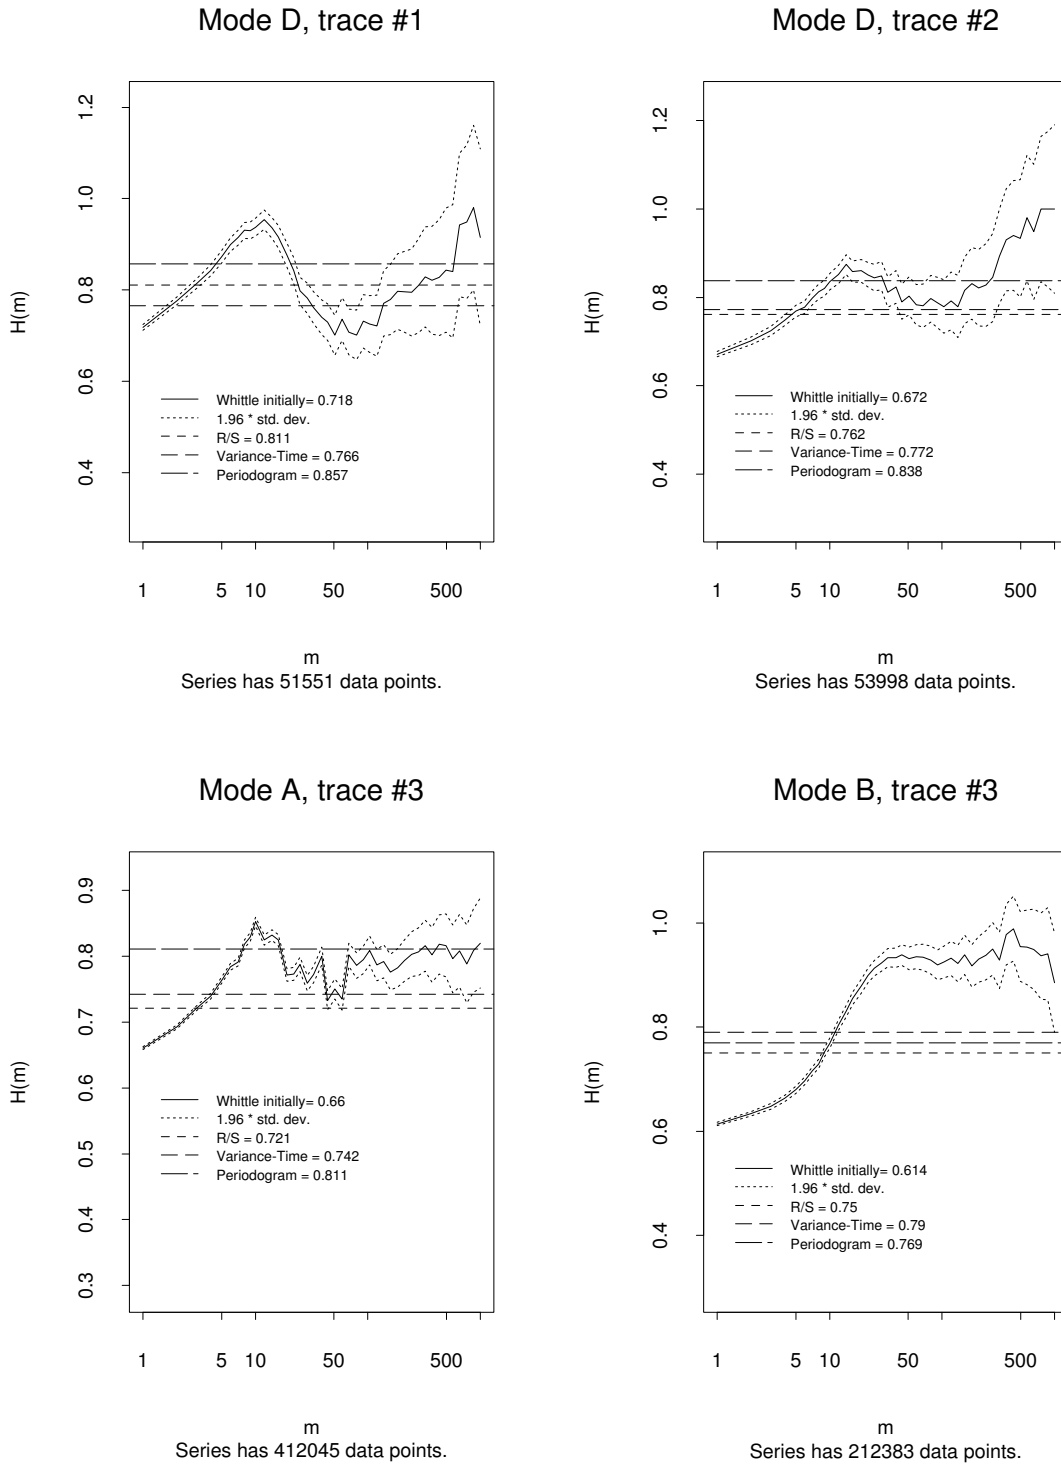 Mode D, trace #1
H(m)
1.2
1.0
0.8
0.6
0.4
Whittle initially= 0.718
1.96 * std. dev.
R/S = 0.811
Variance-Time = 0.766
Periodogram = 0.857
1 5 10 50 500
m
Series has 51551 data points.
Mode D, trace #2
H(m)
1.2
1.0
0.8
0.6
0.4
Whittle initially= 0.672
1.96 * std. dev.
R/S = 0.762
Variance-Time = 0.772
Periodogram = 0.838
1 5 10 50 500
m
Series has 53998 data points.
Mode A, trace #3
H(m)
0.9
0.8
0.7
0.6
0.5
0.4
0.3
Whittle initially= 0.66
1.96 * std. dev.
R/S = 0.721
Variance-Time = 0.742
Periodogram = 0.811
1 5 10 50 500
m
Series has 412045 data points.
Mode B, trace #3
H(m)
1.0
0.8
0.6
0.4
Whittle initially= 0.614
1.96 * std. dev.
R/S = 0.75
Variance-Time = 0.79
Periodogram = 0.769
1 5 10 50 500
m
Series has 212383 data points.